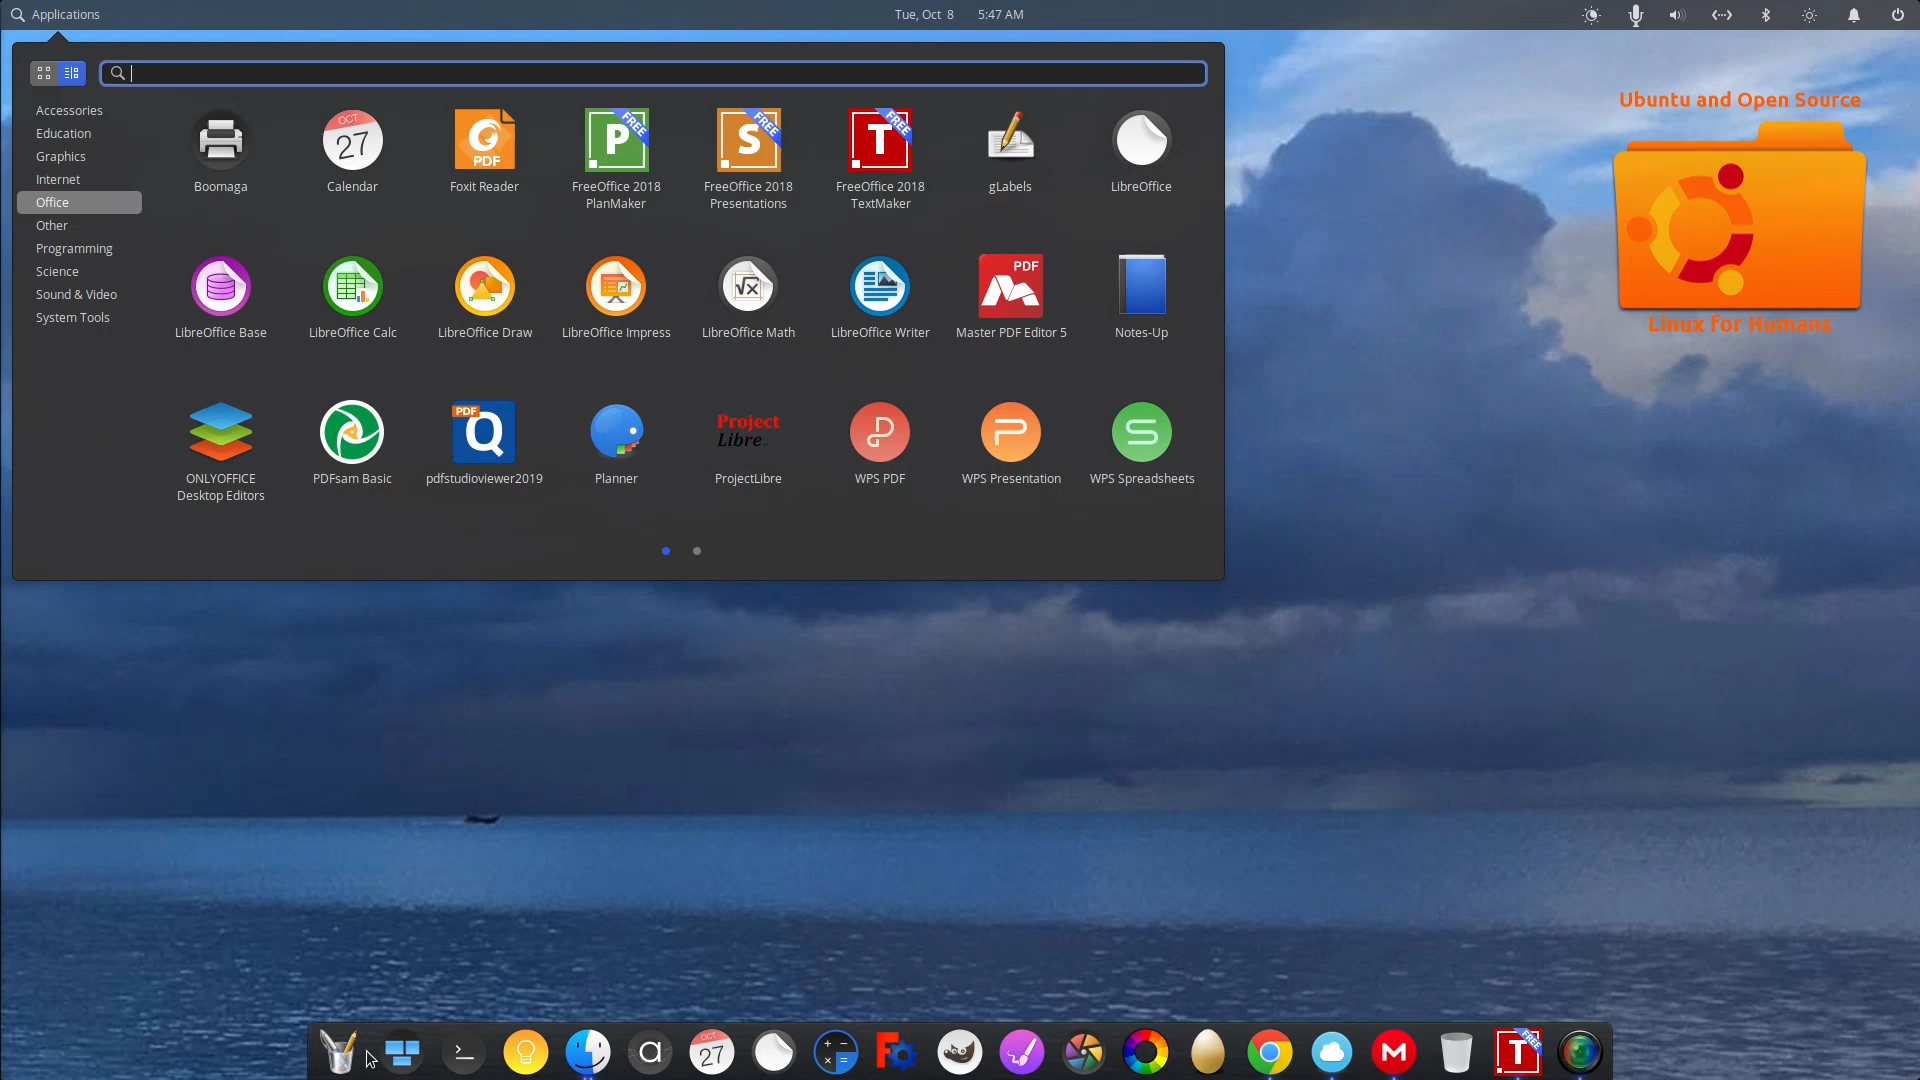 Applications
Tue, Oct 8 5:47 AM
Accessories
Education
Graphics
Internet
Office
Other
Programming
Science
Sound & Video
System Tools
OCT
27
PDF
P FREE
S FREE
T FREE
Boomaga
Calendar
Foxit Reader
FreeOffice 2018
PlanMaker
FreeOffice 2018
Presentations
FreeOffice 2018
TextMaker
gLabels
LibreOffice
√x
PDF
LibreOffice Base
LibreOffice Calc
LibreOffice Draw
LibreOffice Impress
LibreOffice Math
LibreOffice Writer
Master PDF Editor 5
Notes-Up
PDF
Q
Project
Libre
ONLYOFFICE
Desktop Editors
PDFsam Basic
pdfstudioviewer2019
Planner
ProjectLibre
WPS PDF
WPS Presentation
WPS Spreadsheets
Ubuntu and Open Source
Linux for Humans
>_
a
OCT
27
+ − × =
F
M
T FREE